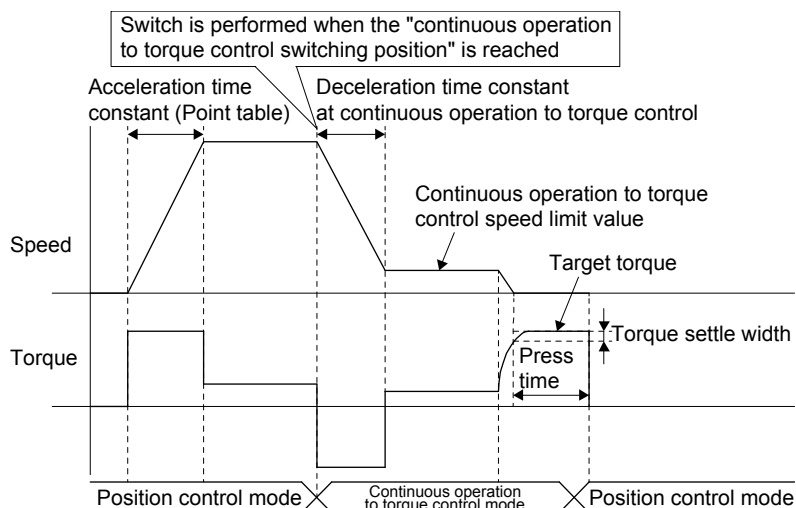 Switch is performed when the "continuous operation
to torque control switching position" is reached
Acceleration time
constant (Point table)
Deceleration time constant
at continuous operation to torque control
Continuous operation to torque
control speed limit value
Speed
Target torque
Torque settle width
Torque
Press
time
Position control mode
Continuous operation
to torque control mode
Position control mode